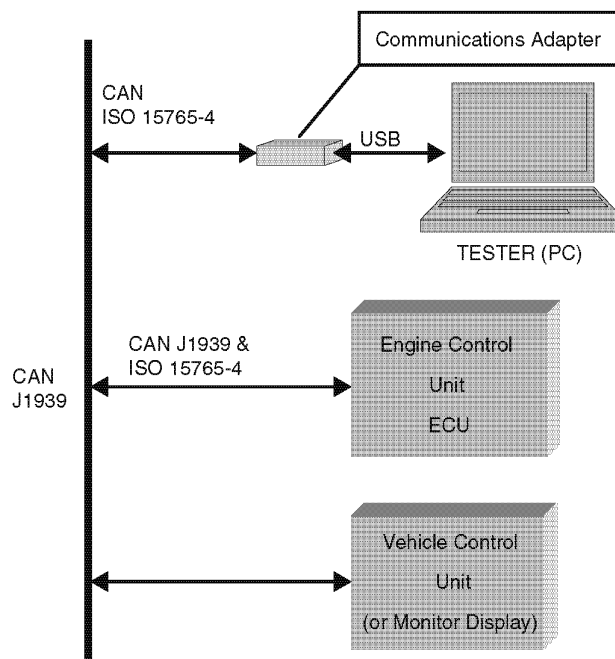 Communications Adapter
CAN
ISO 15765-4
USB
TESTER (PC)
CAN J1939 &
ISO 15765-4
Engine Control
Unit
ECU
CAN
J1939
Vehicle Control
Unit
(or Monitor Display)